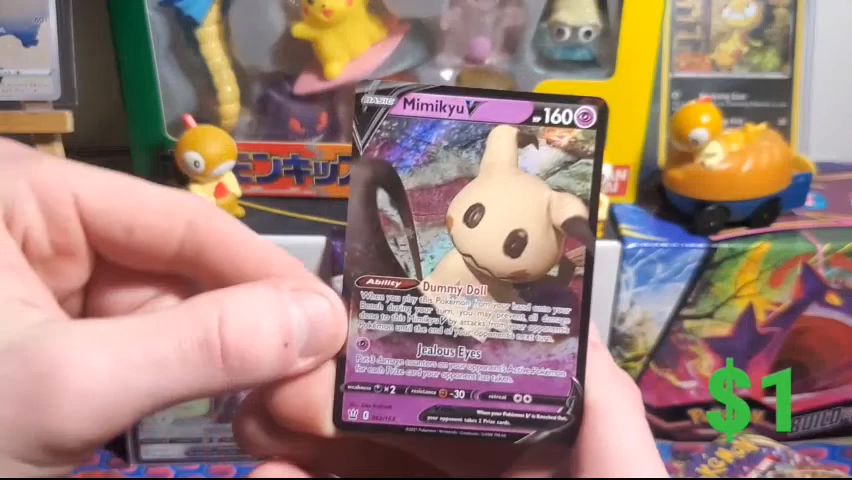 BASIC Mimikyu V HP 160
モンキッズ
Ability Dummy Doll
When you play this Pokémon from your hand onto your
Bench during your turn, you may prevent all damage
done to this Mimikyu V by attacks from your opponent's
Pokémon until the end of your opponent's next turn.
Jealous Eyes
Put 3 damage counters on your opponent's Active Pokémon
for each Prize card your opponent has taken.
weakness ×2 resistance -30 retreat
When your Pokémon V is Knocked Out,
your opponent takes 2 Prize cards.
062/163
$1
BUILD